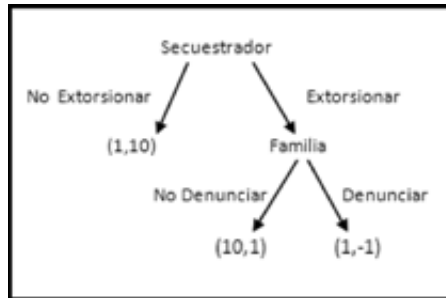 Secuestrador
No Extorsionar Extorsionar
(1,10) Familia
No Denunciar Denunciar
(10,1) (1,-1)